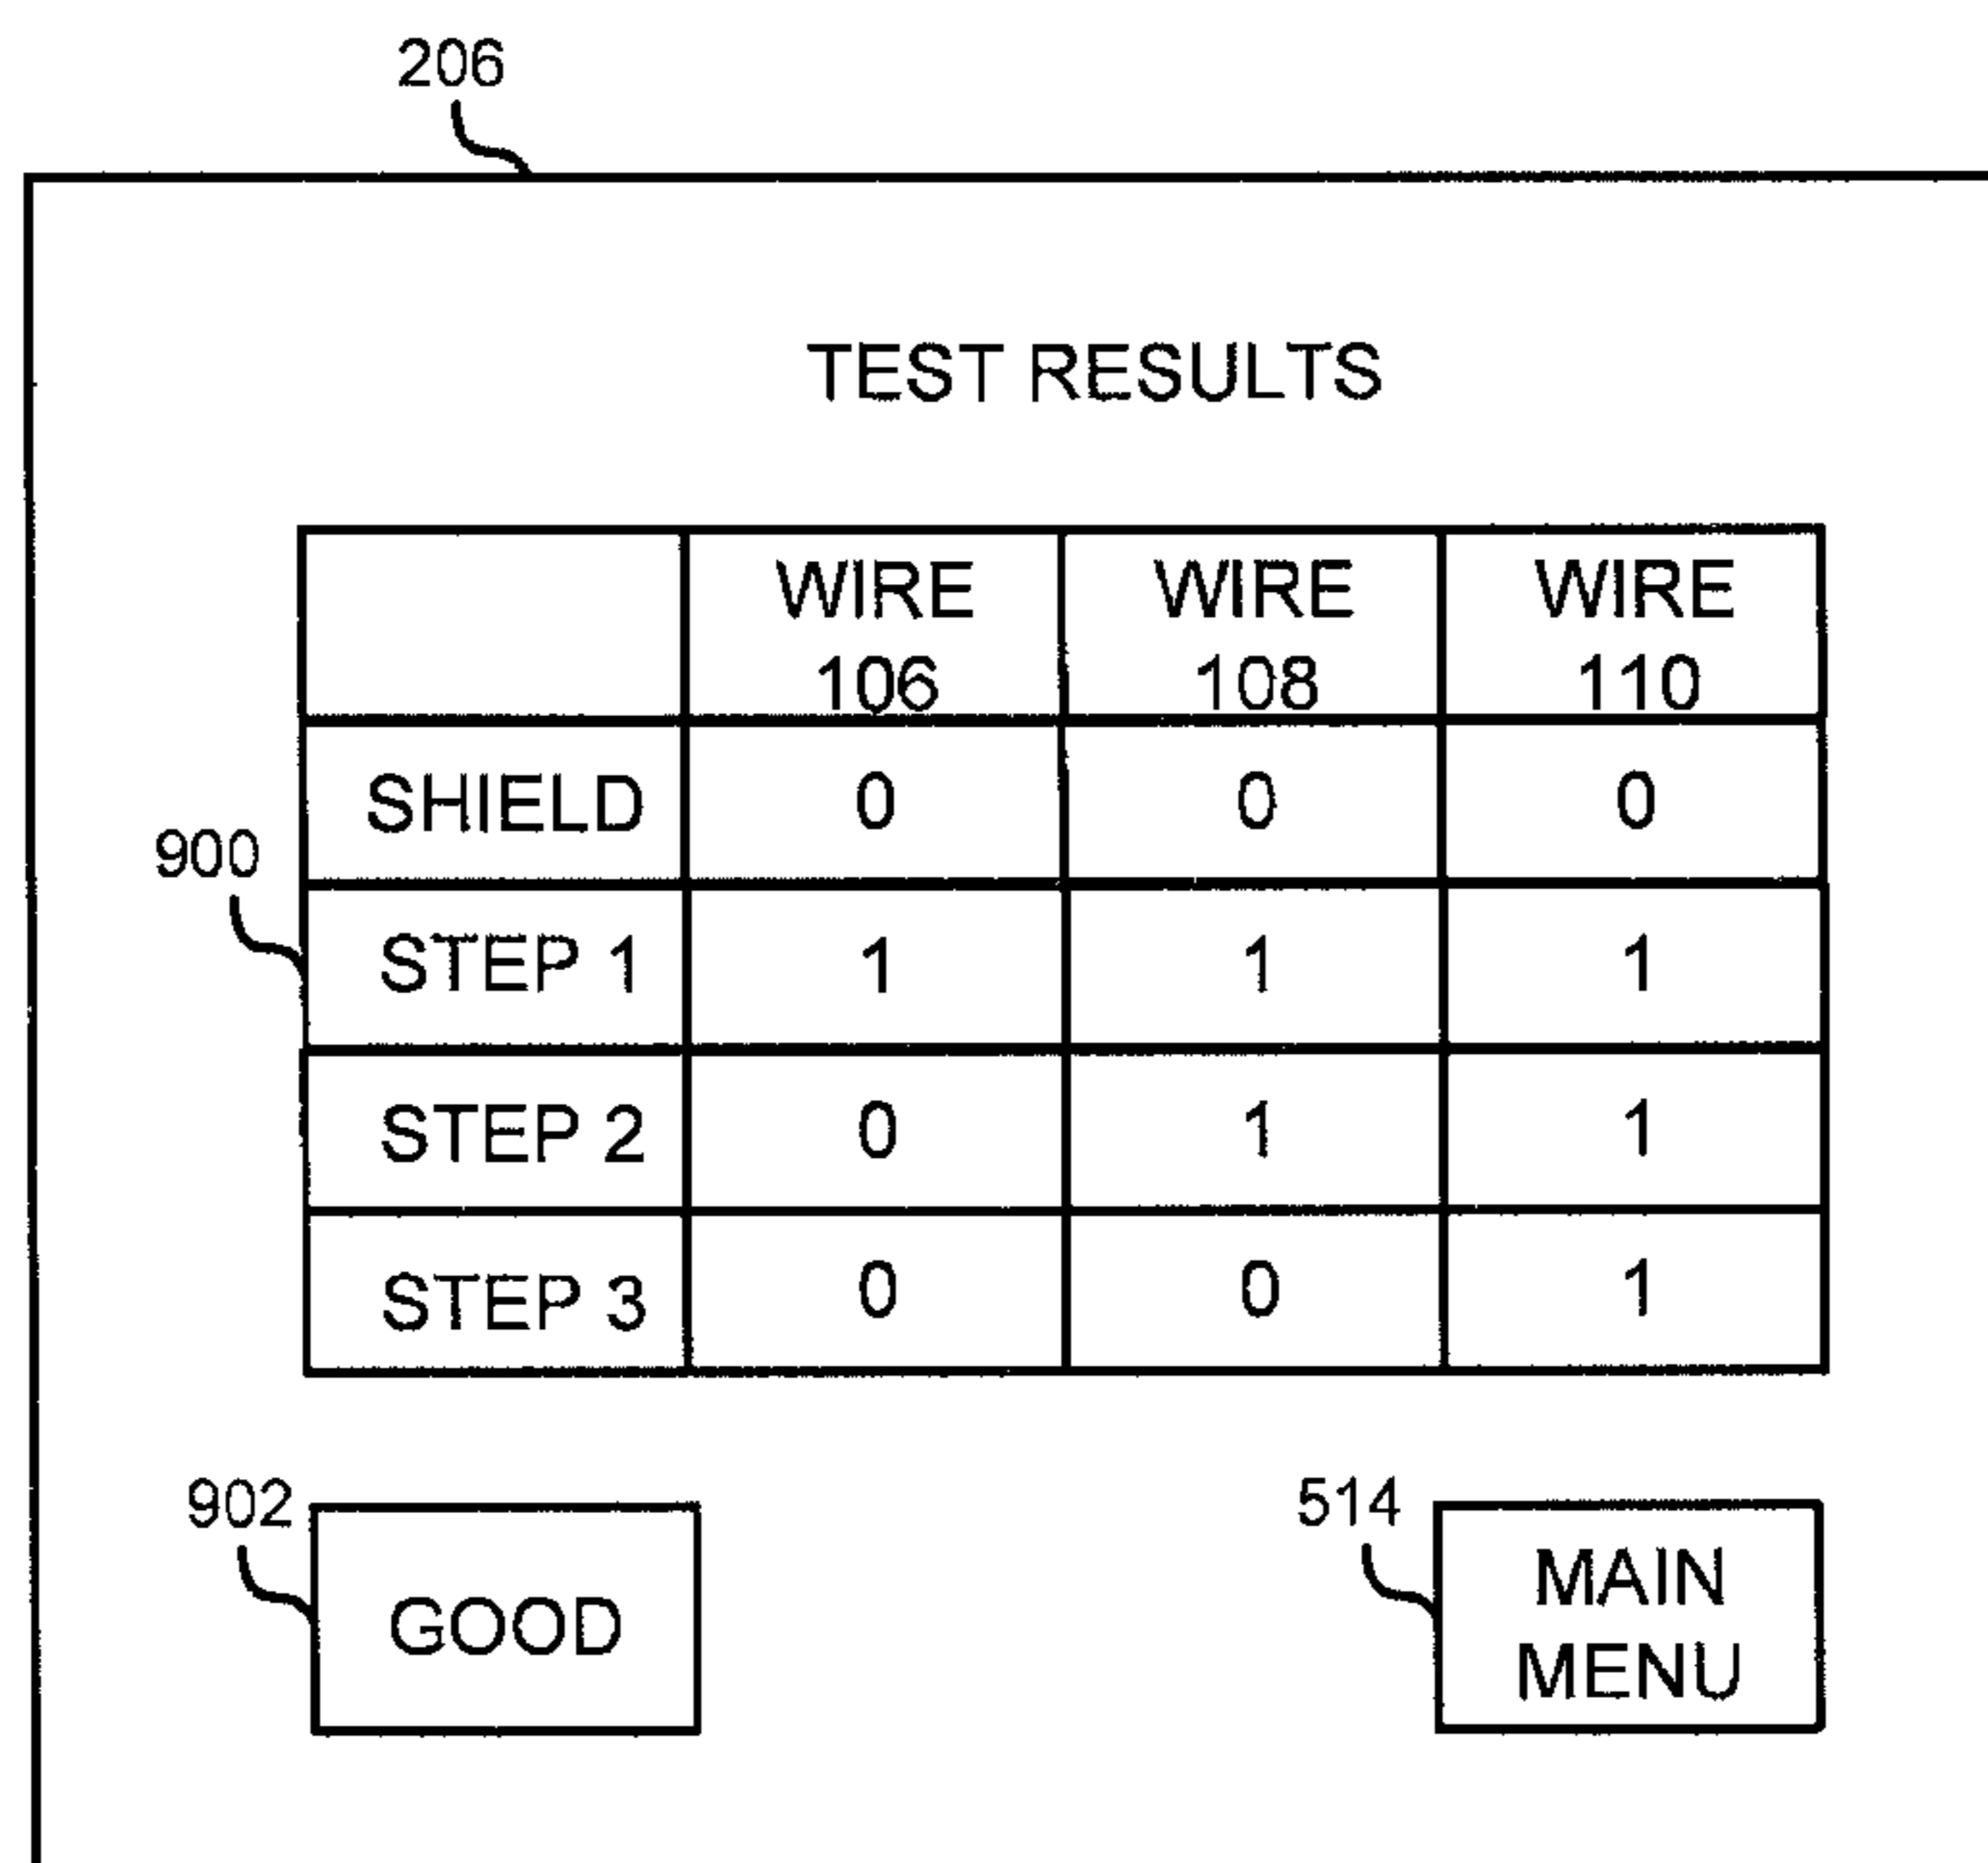 206
TEST RESULTS
WIRE 106 WIRE 108 WIRE 110
SHIELD 0 0 0
900
STEP 1 1 1 1
STEP 2 0 1 1
STEP 3 0 0 1
902
GOOD
514
MAIN
MENU